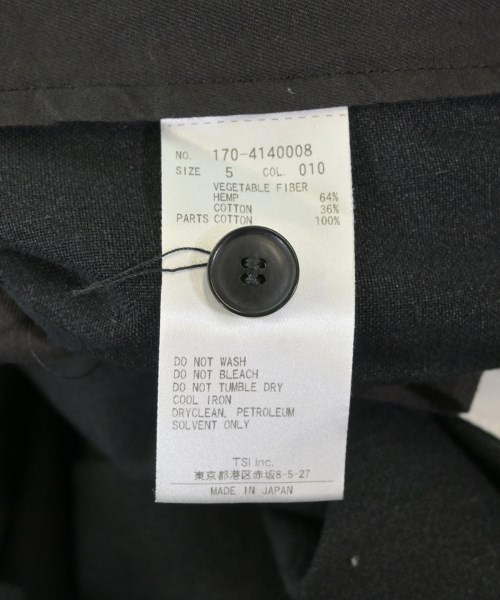 NO. 170-4140008
SIZE 5 COL. 010
VEGETABLE FIBER
HEMP 64%
COTTON 36%
PARTS COTTON 100%
DO NOT WASH
DO NOT BLEACH
DO NOT TUMBLE DRY
COOL IRON
DRYCLEAN, PETROLEUM
SOLVENT ONLY
TSI inc.
東京都港区赤坂8-5-27
MADE IN JAPAN